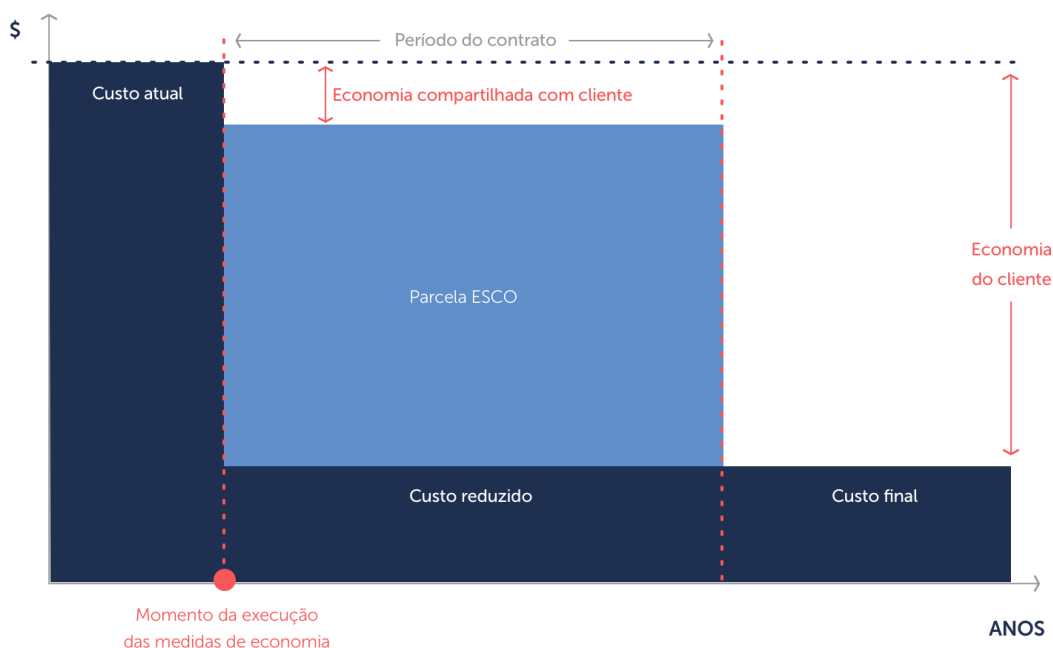 $
Período do contrato
Custo atual
Economia compartilhada com cliente
Economia
do cliente
Parcela ESCO
Custo reduzido
Custo final
Momento da execução
das medidas de economia
ANOS